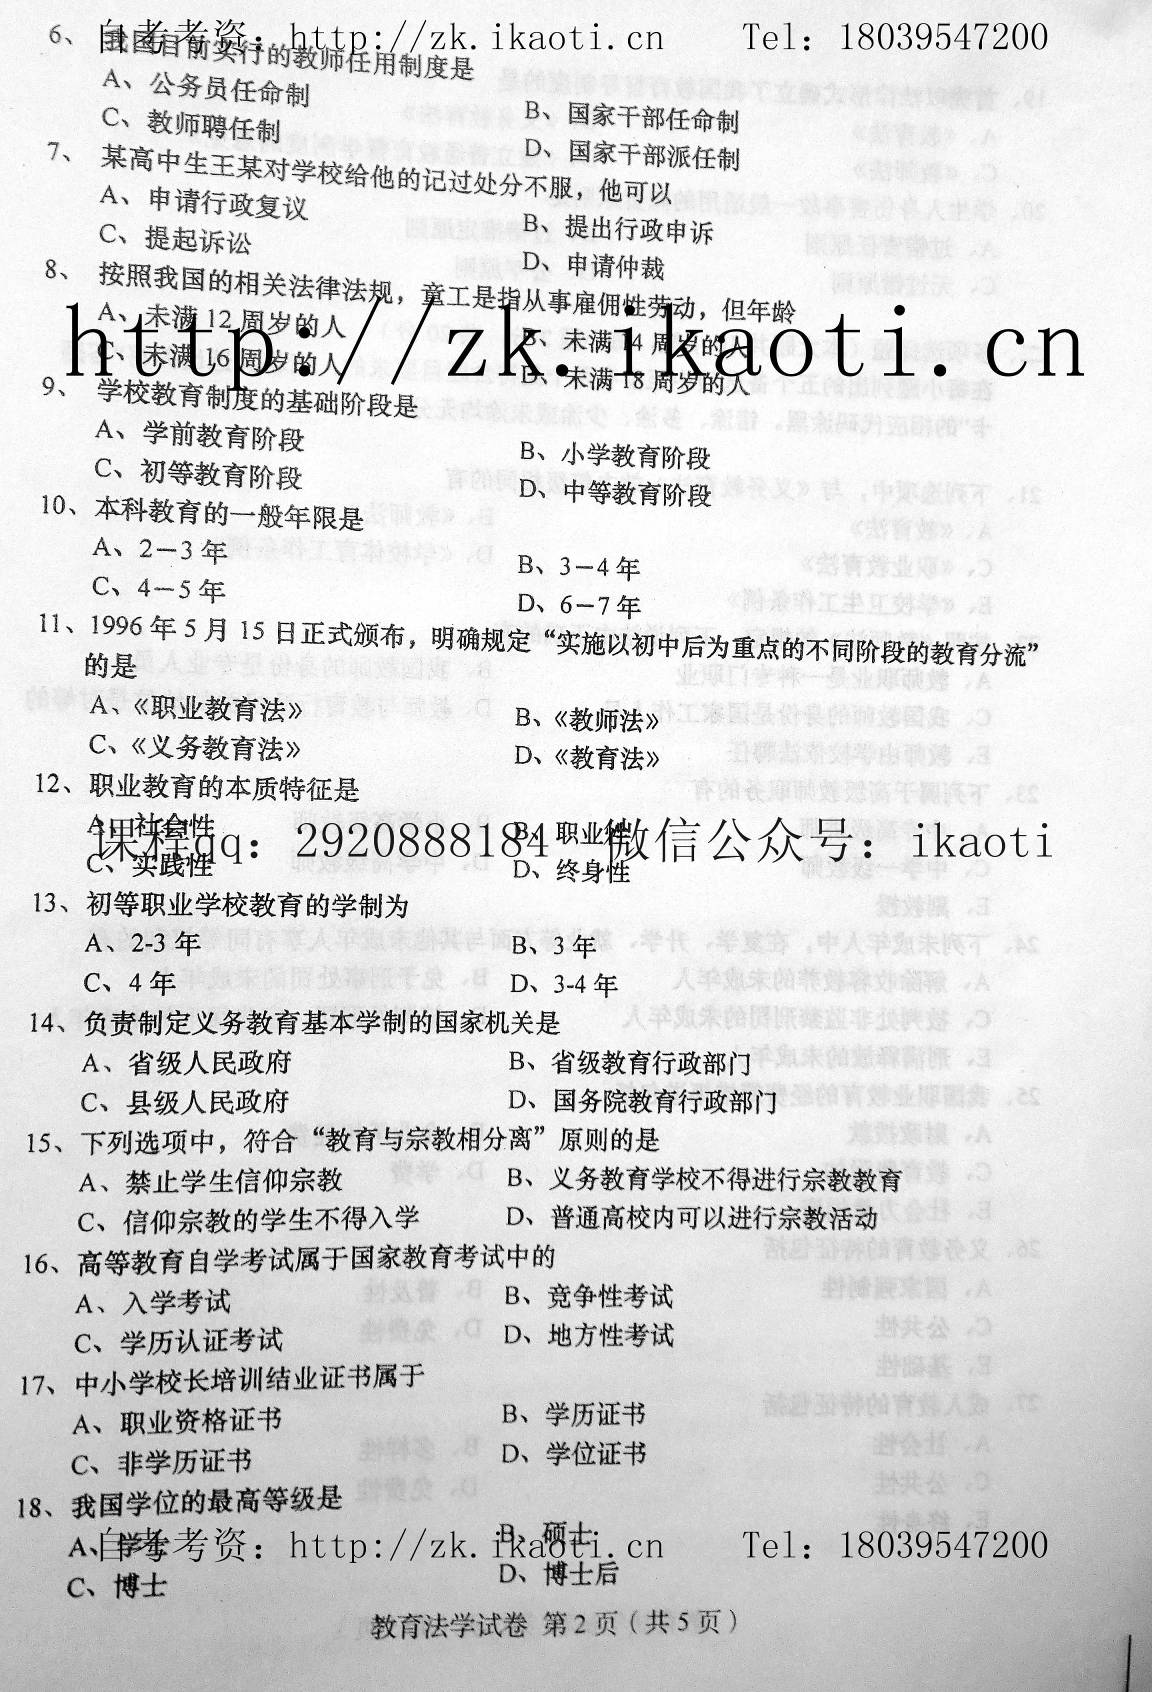 自考考资：http://zk.ikaoti.cn Tel：18039547200
6、我国目前实行的教师任用制度是
A、公务员任命制 B、国家干部任命制
C、教师聘任制 D、国家干部派任制
7、某高中生王某对学校给他的记过处分不服，他可以
A、申请行政复议 B、提出行政申诉
C、提起诉讼 D、申请仲裁
8、按照我国的相关法律法规，童工是指从事雇佣性劳动，但年龄
A、未满 12 周岁的人 B、未满 14 周岁的人
http://zk.ikaoti.cn
C、未满 16 周岁的人 D、未满 18 周岁的人
9、学校教育制度的基础阶段是
A、学前教育阶段 B、小学教育阶段
C、初等教育阶段 D、中等教育阶段
10、本科教育的一般年限是
A、2－3 年 B、3－4 年
C、4－5 年 D、6－7 年
11、1996 年 5 月 15 日正式颁布，明确规定“实施以初中后为重点的不同阶段的教育分流”
的是
A、《职业教育法》 B、《教师法》
C、《义务教育法》 D、《教育法》
12、职业教育的本质特征是
A、社会性 B、职业性
课程qq：2920888184 微信公众号：ikaoti
C、实践性 D、终身性
13、初等职业学校教育的学制为
A、2-3 年 B、3 年
C、4 年 D、3-4 年
14、负责制定义务教育基本学制的国家机关是
A、省级人民政府 B、省级教育行政部门
C、县级人民政府 D、国务院教育行政部门
15、下列选项中，符合“教育与宗教相分离”原则的是
A、禁止学生信仰宗教 B、义务教育学校不得进行宗教教育
C、信仰宗教的学生不得入学 D、普通高校内可以进行宗教活动
16、高等教育自学考试属于国家教育考试中的
A、入学考试 B、竞争性考试
C、学历认证考试 D、地方性考试
17、中小学校长培训结业证书属于
A、职业资格证书 B、学历证书
C、非学历证书 D、学位证书
18、我国学位的最高等级是
A、学士 B、硕士
自考考资：http://zk.ikaoti.cn Tel：18039547200
C、博士 D、博士后
教育法学试卷 第 2 页（共 5 页）